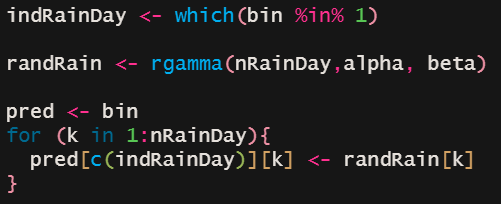 indRainDay <- which(bin %in% 1)
randRain <- rgamma(nRainDay,alpha, beta)
pred <- bin
for (k in 1:nRainDay){
  pred[c(indRainDay)][k] <- randRain[k]
}